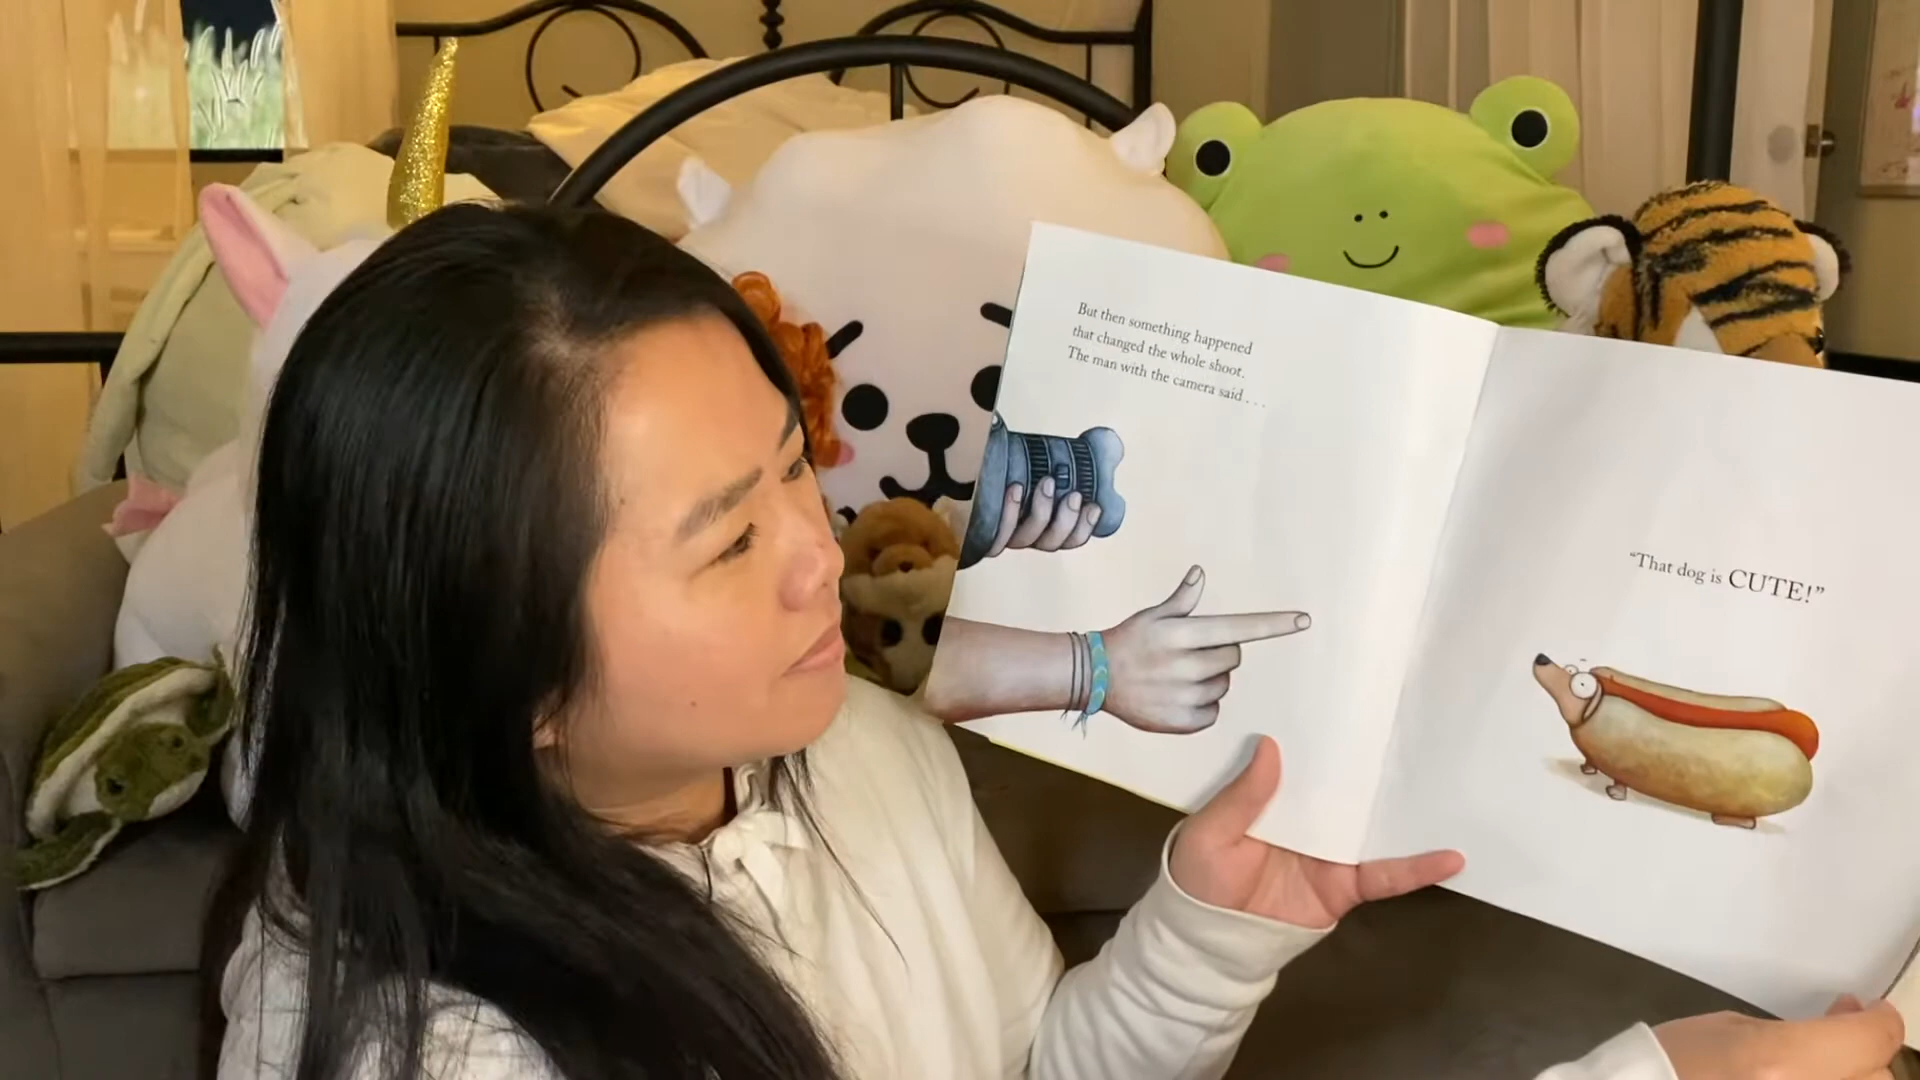 But then something happened
that changed the whole shoot.
The man with the camera said . . .
“That dog is CUTE!”